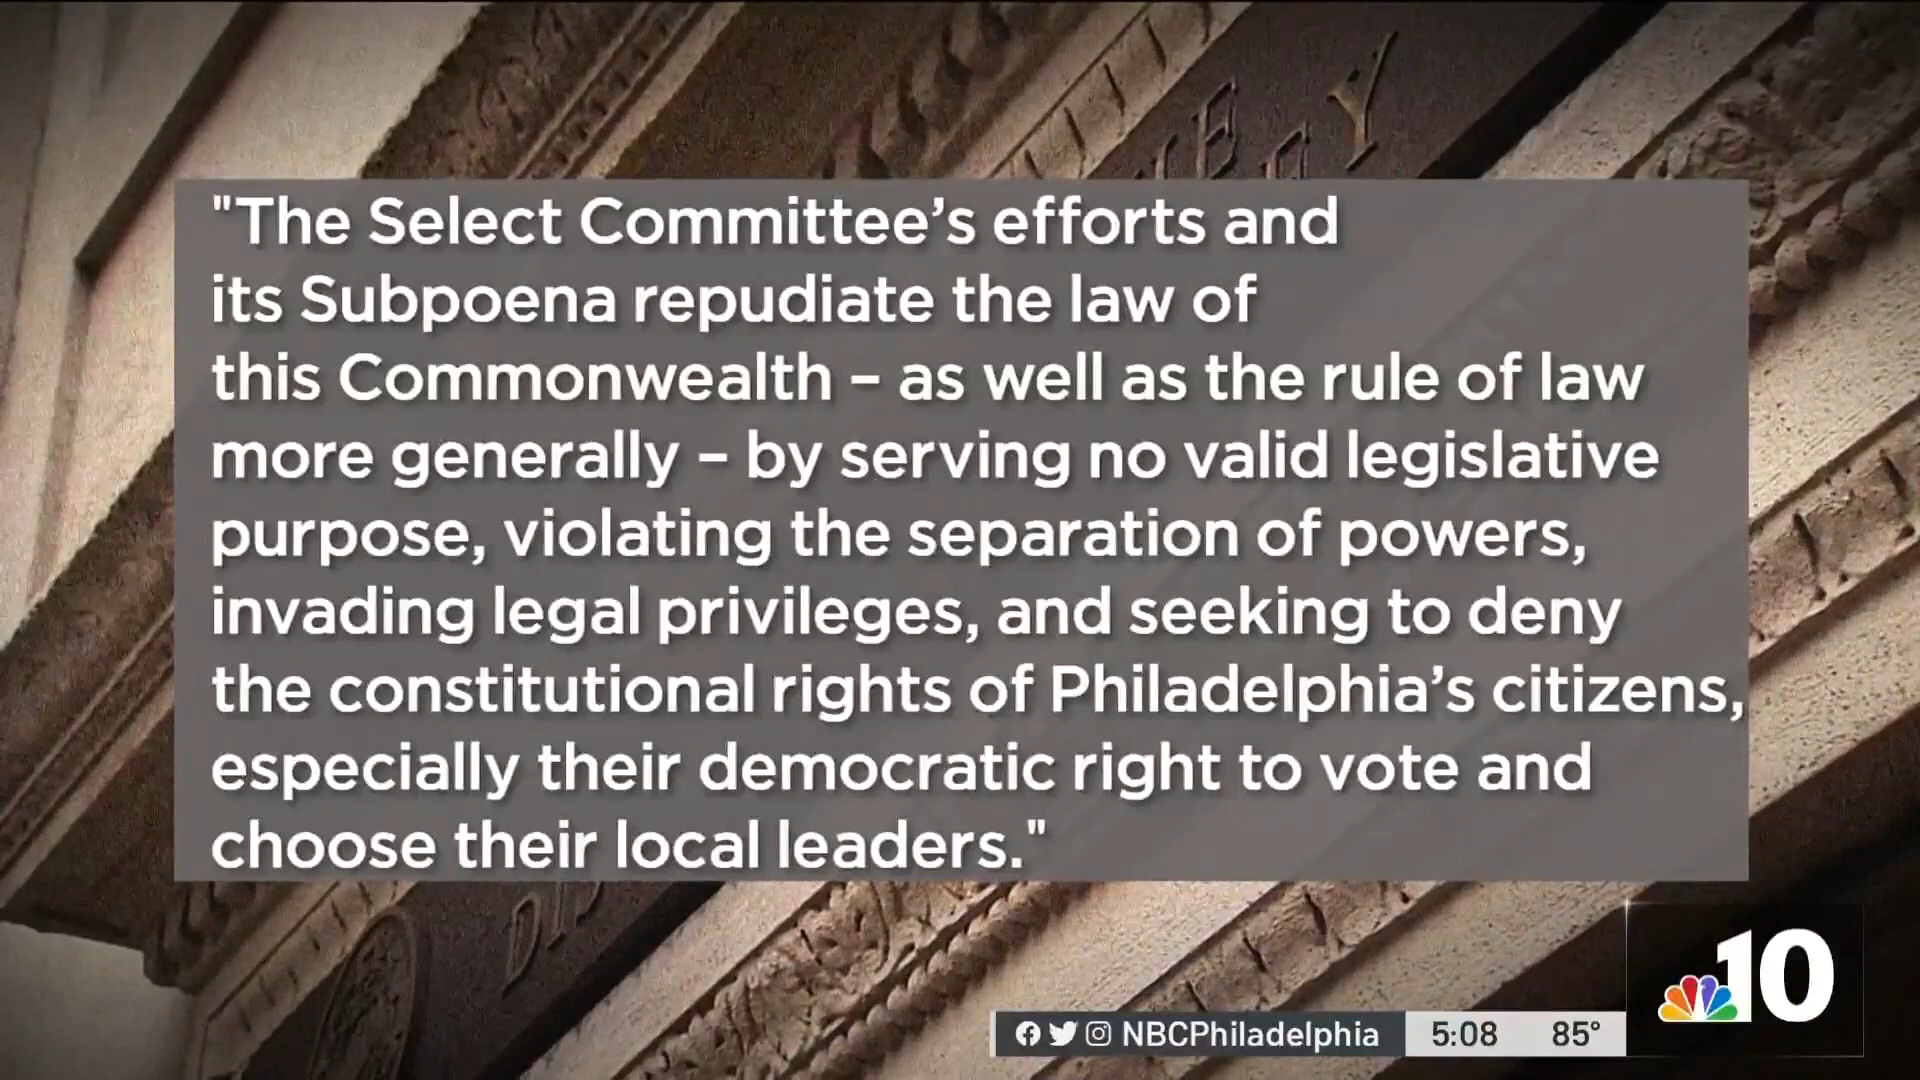 "The Select Committee’s efforts and
its Subpoena repudiate the law of
this Commonwealth – as well as the rule of law
more generally – by serving no valid legislative
purpose, violating the separation of powers,
invading legal privileges, and seeking to deny
the constitutional rights of Philadelphia’s citizens,
especially their democratic right to vote and
choose their local leaders."
10
NBCPhiladelphia 5:08 85°